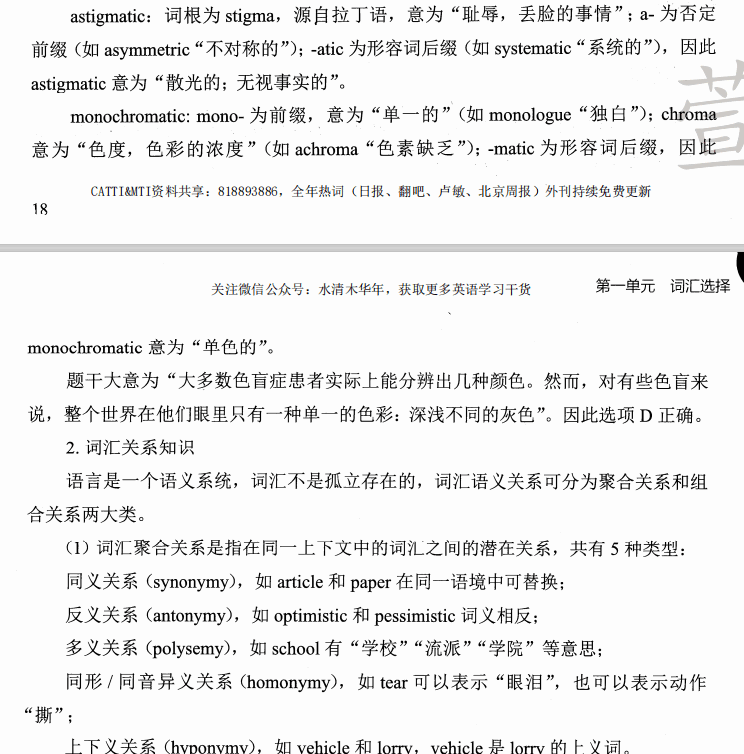 astigmatic：词根为 stigma，源自拉丁语，意为“耻辱，丢脸的事情”；a- 为否定
前缀（如 asymmetric“不对称的”）；-atic 为形容词后缀（如 systematic“系统的”），因此
astigmatic 意为“散光的；无视事实的”。
monochromatic: mono- 为前缀，意为“单一的”（如 monologue“独白”）；chroma
意为“色度，色彩的浓度”（如 achroma“色素缺乏”）；-matic 为形容词后缀，因此
萱
CATTI&MTI资料共享：818893886，全年热词（日报、翻吧、卢敏、北京周报）外刊持续免费更新
18
关注微信公众号：水清木华年，获取更多英语学习干货
第一单元 词汇选择
monochromatic 意为“单色的”。
题干大意为“大多数色盲症患者实际上能分辨出几种颜色。然而，对有些色盲来
说，整个世界在他们眼里只有一种单一的色彩：深浅不同的灰色”。因此选项 D 正确。
2. 词汇关系知识
语言是一个语义系统，词汇不是孤立存在的，词汇语义关系可分为聚合关系和组
合关系两大类。
（1）词汇聚合关系是指在同一上下文中的词汇之间的潜在关系，共有 5 种类型：
同义关系（synonymy），如 article 和 paper 在同一语境中可替换；
反义关系（antonymy），如 optimistic 和 pessimistic 词义相反；
多义关系（polysemy），如 school 有“学校”“流派”“学院”等意思；
同形 / 同音异义关系（homonymy），如 tear 可以表示“眼泪”，也可以表示动作
“撕”；
上下义关系（hyponymy），如 vehicle 和 lorry，vehicle 是 lorry 的上义词。